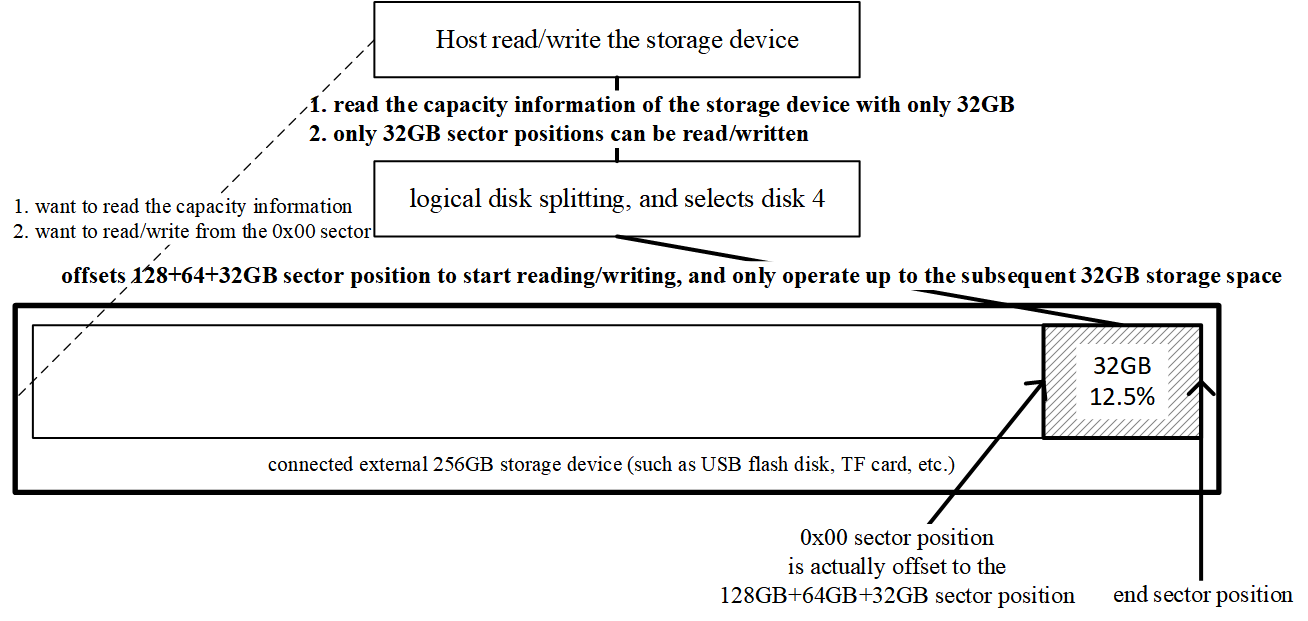 Host read/write the storage device
1. read the capacity information of the storage device with only 32GB
2. only 32GB sector positions can be read/written
logical disk splitting, and selects disk 4
1. want to read the capacity information
2. want to read/write from the 0x00 sector
offsets 128+64+32GB sector position to start reading/writing, and only operate up to the subsequent 32GB storage space
32GB
12.5%
connected external 256GB storage device (such as USB flash disk, TF card, etc.)
0x00 sector position
is actually offset to the
128GB+64GB+32GB sector position
end sector position